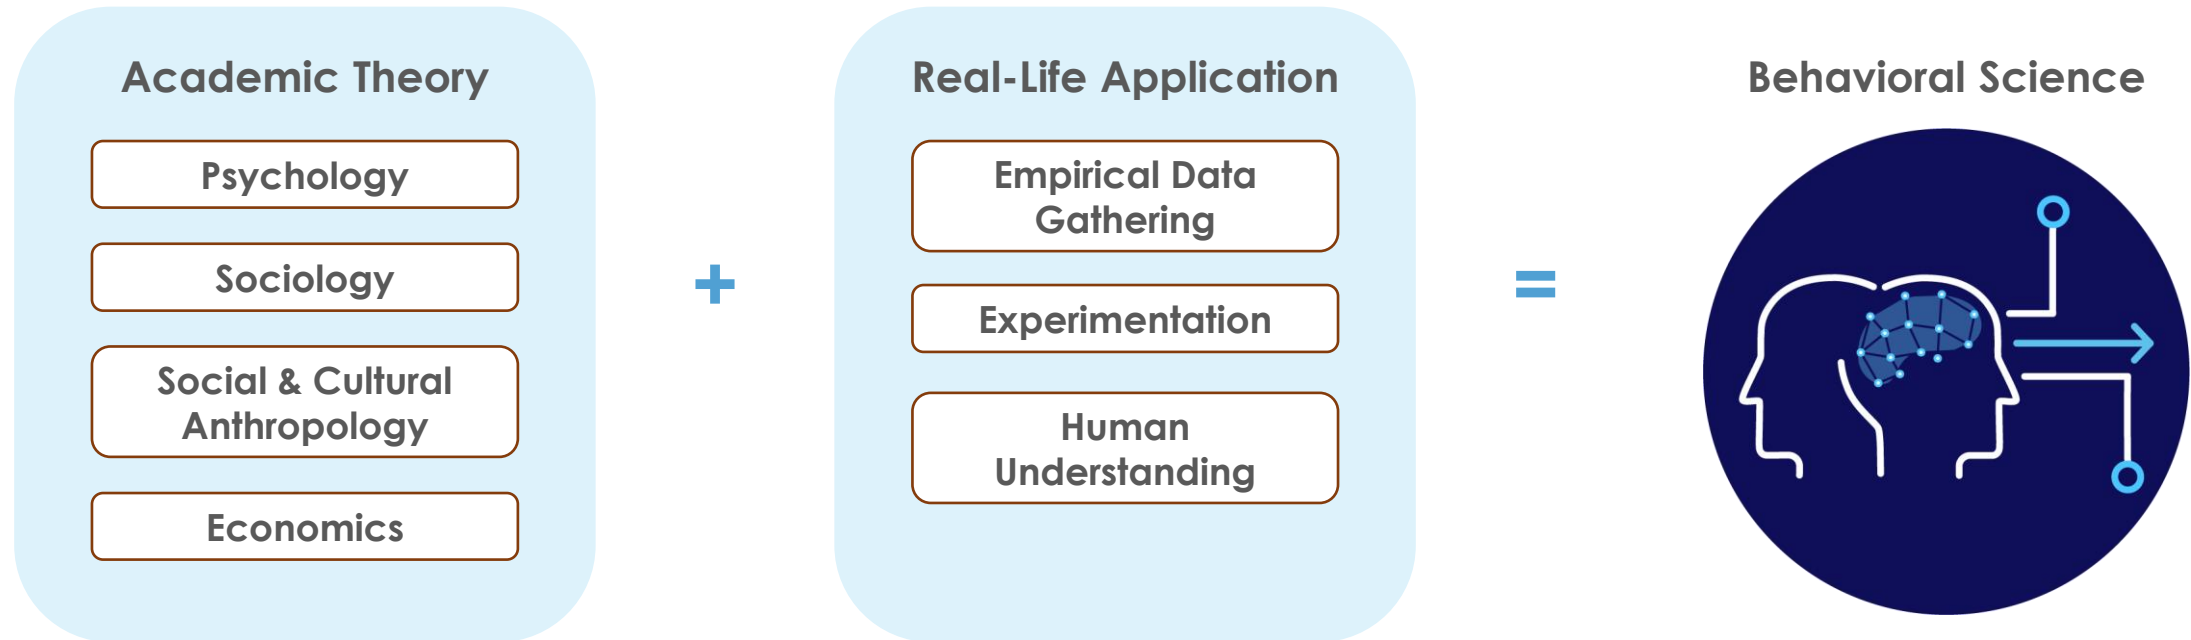 Academic Theory
Psychology
Sociology
Social & Cultural
Anthropology
Economics
+
Real-Life Application
Empirical Data
Gathering
Experimentation
Human
Understanding
=
Behavioral Science